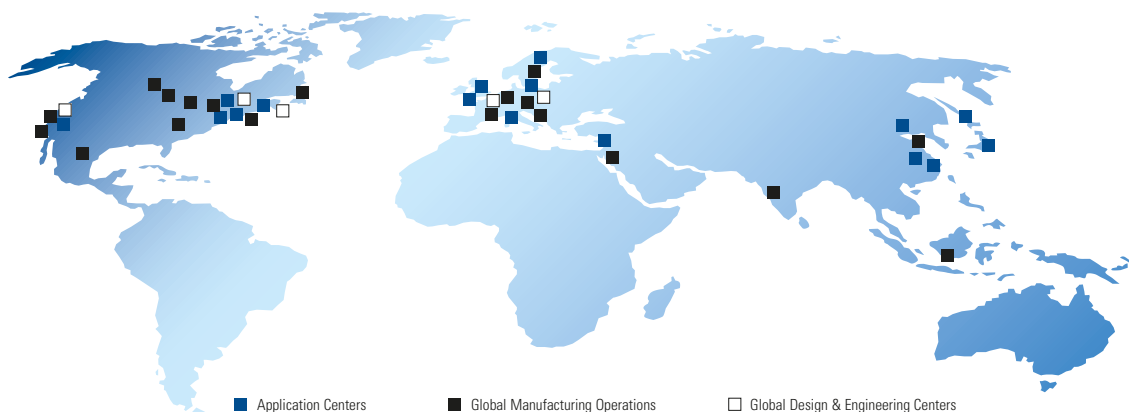 Application Centers
Global Manufacturing Operations
Global Design & Engineering Centers